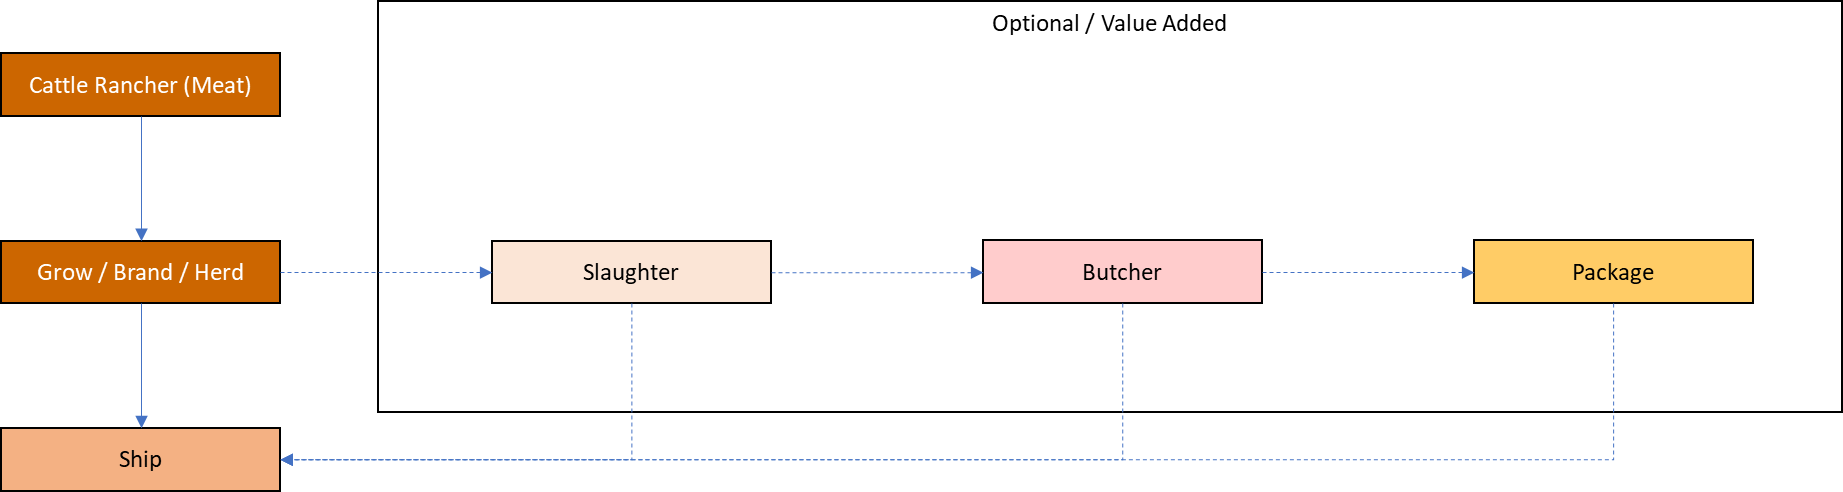 Optional / Value Added
Cattle Rancher (Meat)
Grow / Brand / Herd
Slaughter
Butcher
Package
Ship